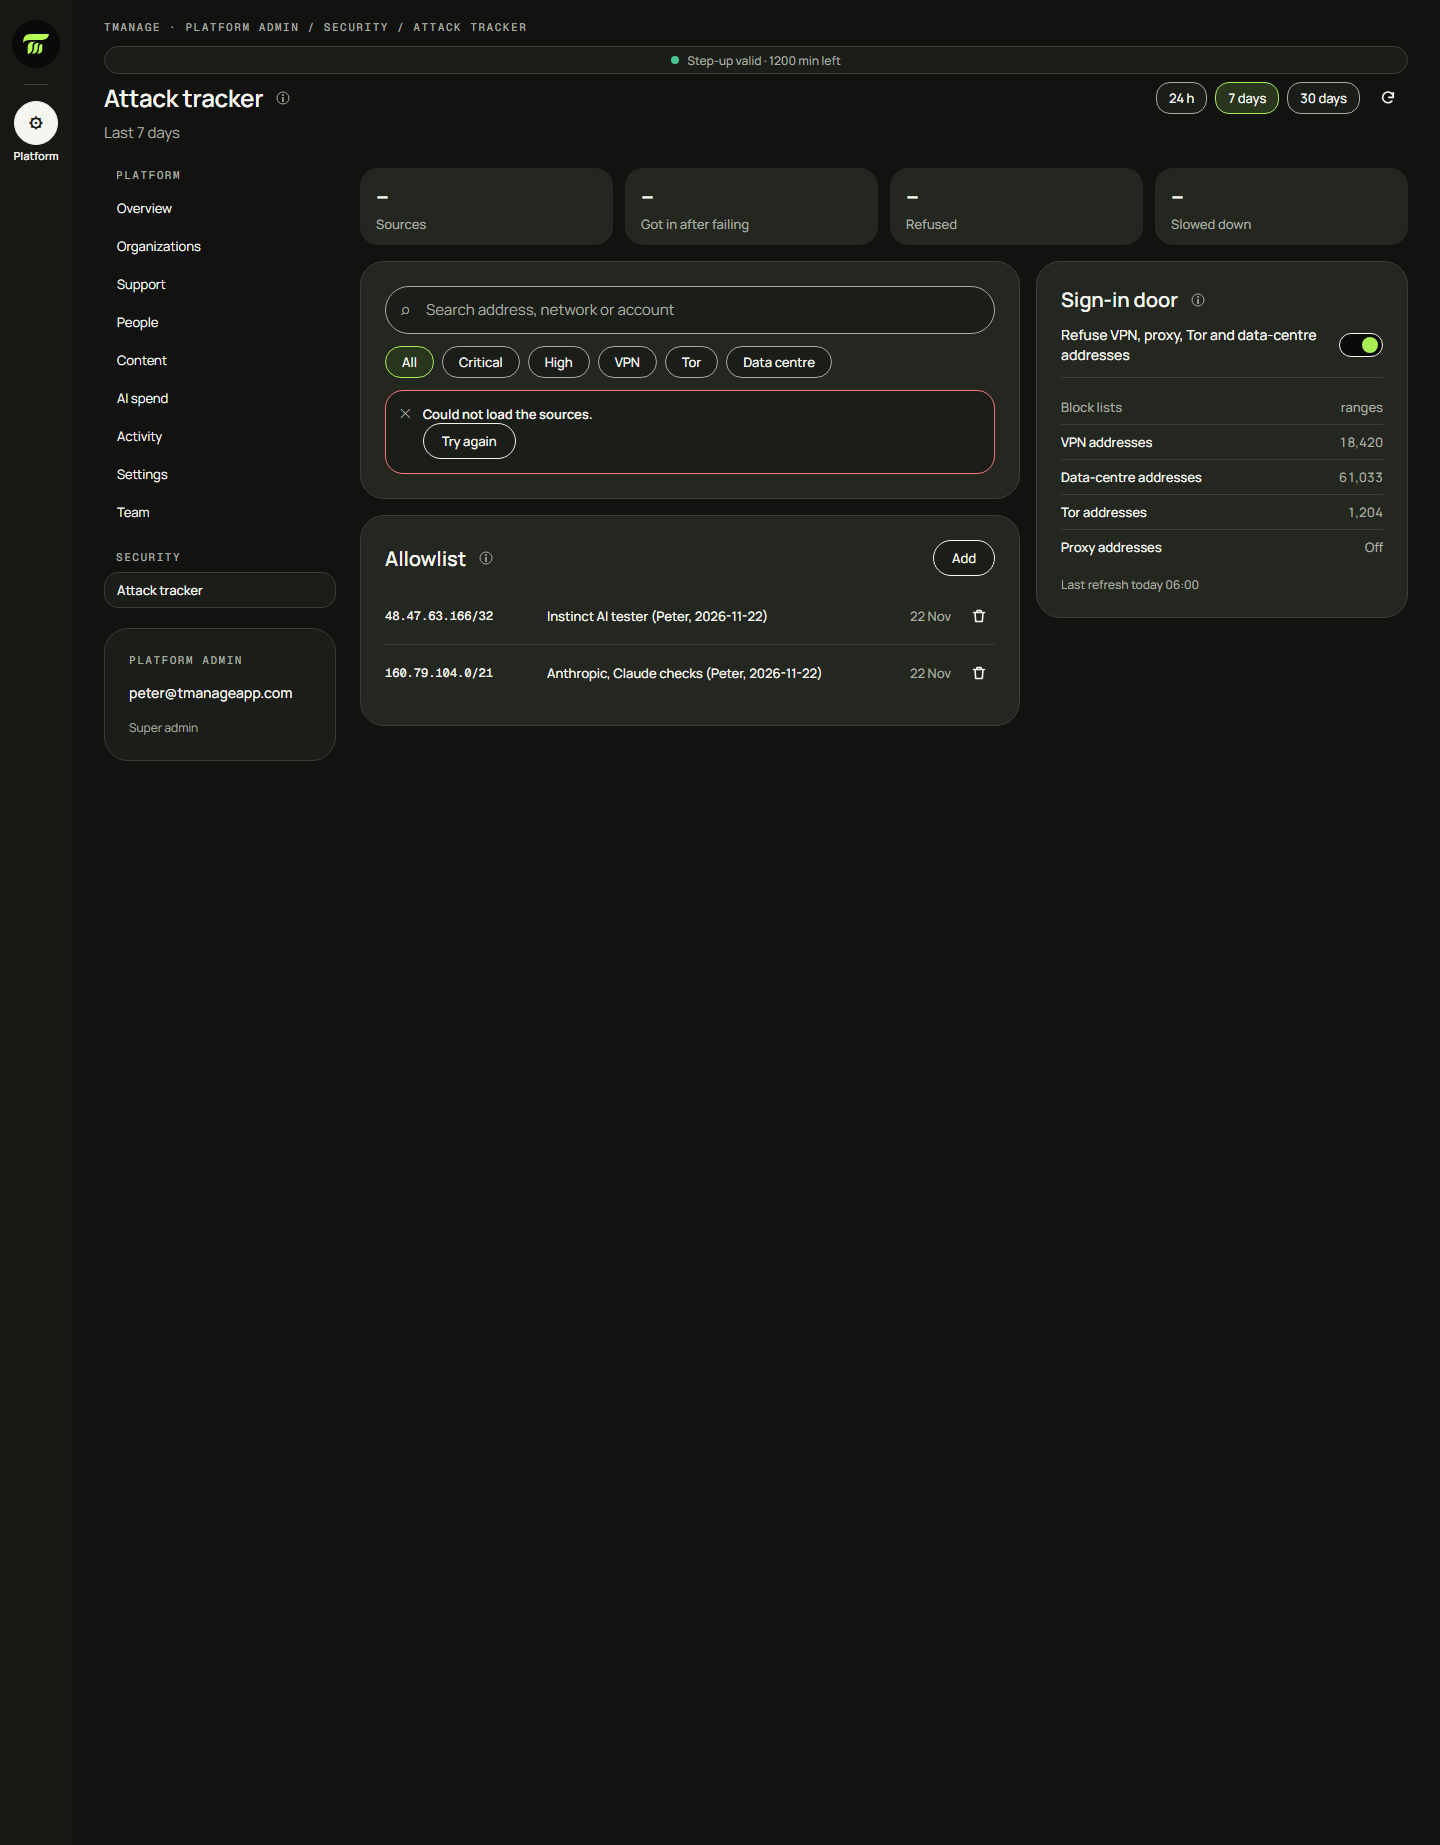 TMANAGE · PLATFORM ADMIN / SECURITY / ATTACK TRACKER
Step-up valid · 1200 min left
Attack tracker
24 h
7 days
30 days
Last 7 days
Platform
PLATFORM
Overview
Organizations
Support
People
Content
AI spend
Activity
Settings
Team
SECURITY
Attack tracker
PLATFORM ADMIN
peter@tmanageapp.com
Super admin
–
Sources
–
Got in after failing
–
Refused
–
Slowed down
Search address, network or account
All
Critical
High
VPN
Tor
Data centre
Could not load the sources.
Try again
Allowlist
Add
48.47.63.166/32 Instinct AI tester (Peter, 2026-11-22) 22 Nov
160.79.104.0/21 Anthropic, Claude checks (Peter, 2026-11-22) 22 Nov
Sign-in door
Refuse VPN, proxy, Tor and data-centre
addresses
Block lists ranges
VPN addresses 18,420
Data-centre addresses 61,033
Tor addresses 1,204
Proxy addresses Off
Last refresh today 06:00